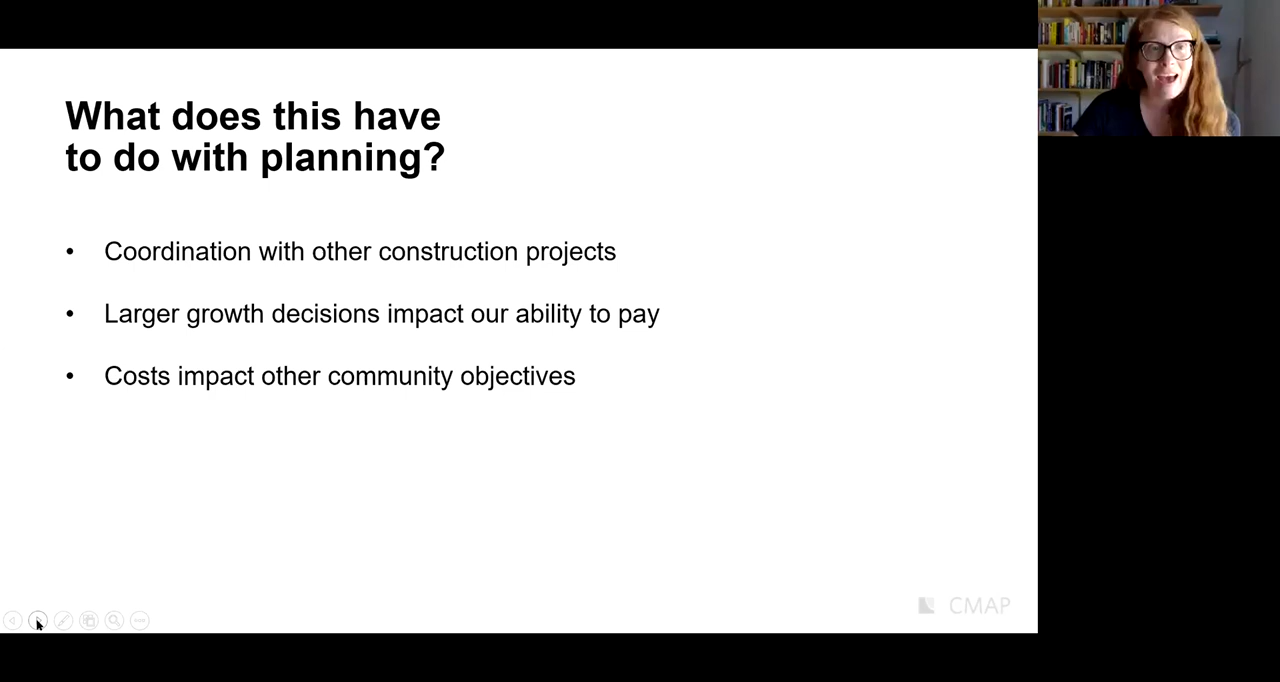 What does this have
to do with planning?
• Coordination with other construction projects
• Larger growth decisions impact our ability to pay
• Costs impact other community objectives
CMAP